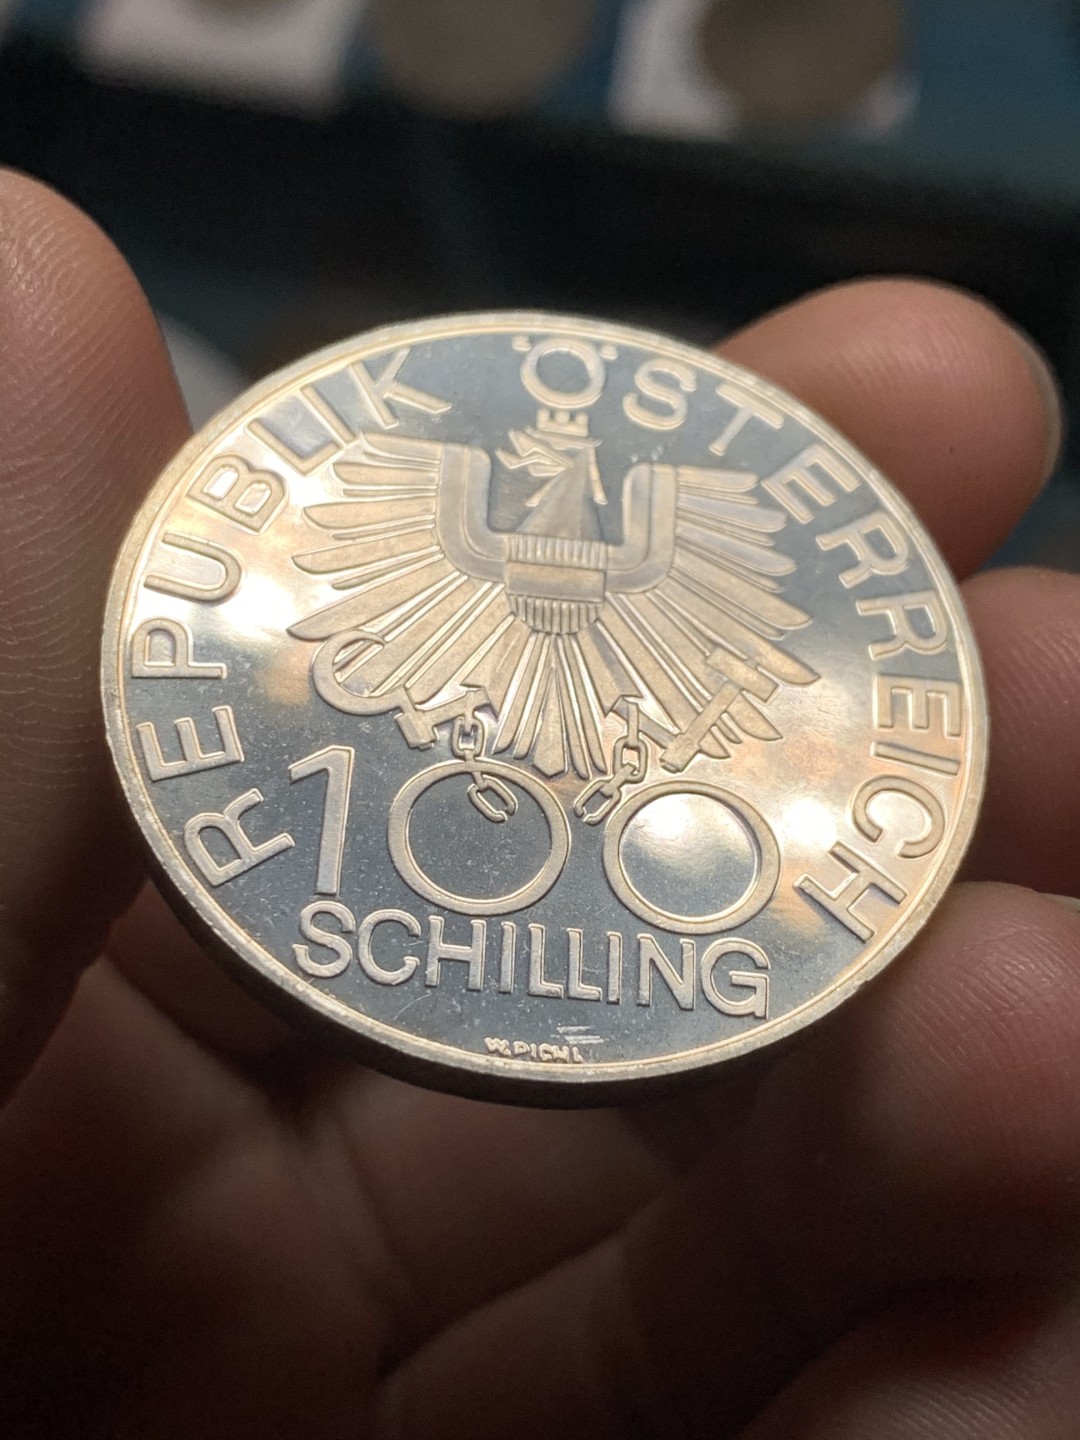 REPUBLIK ÖSTERREICH
100
SCHILLING
W. PICHL